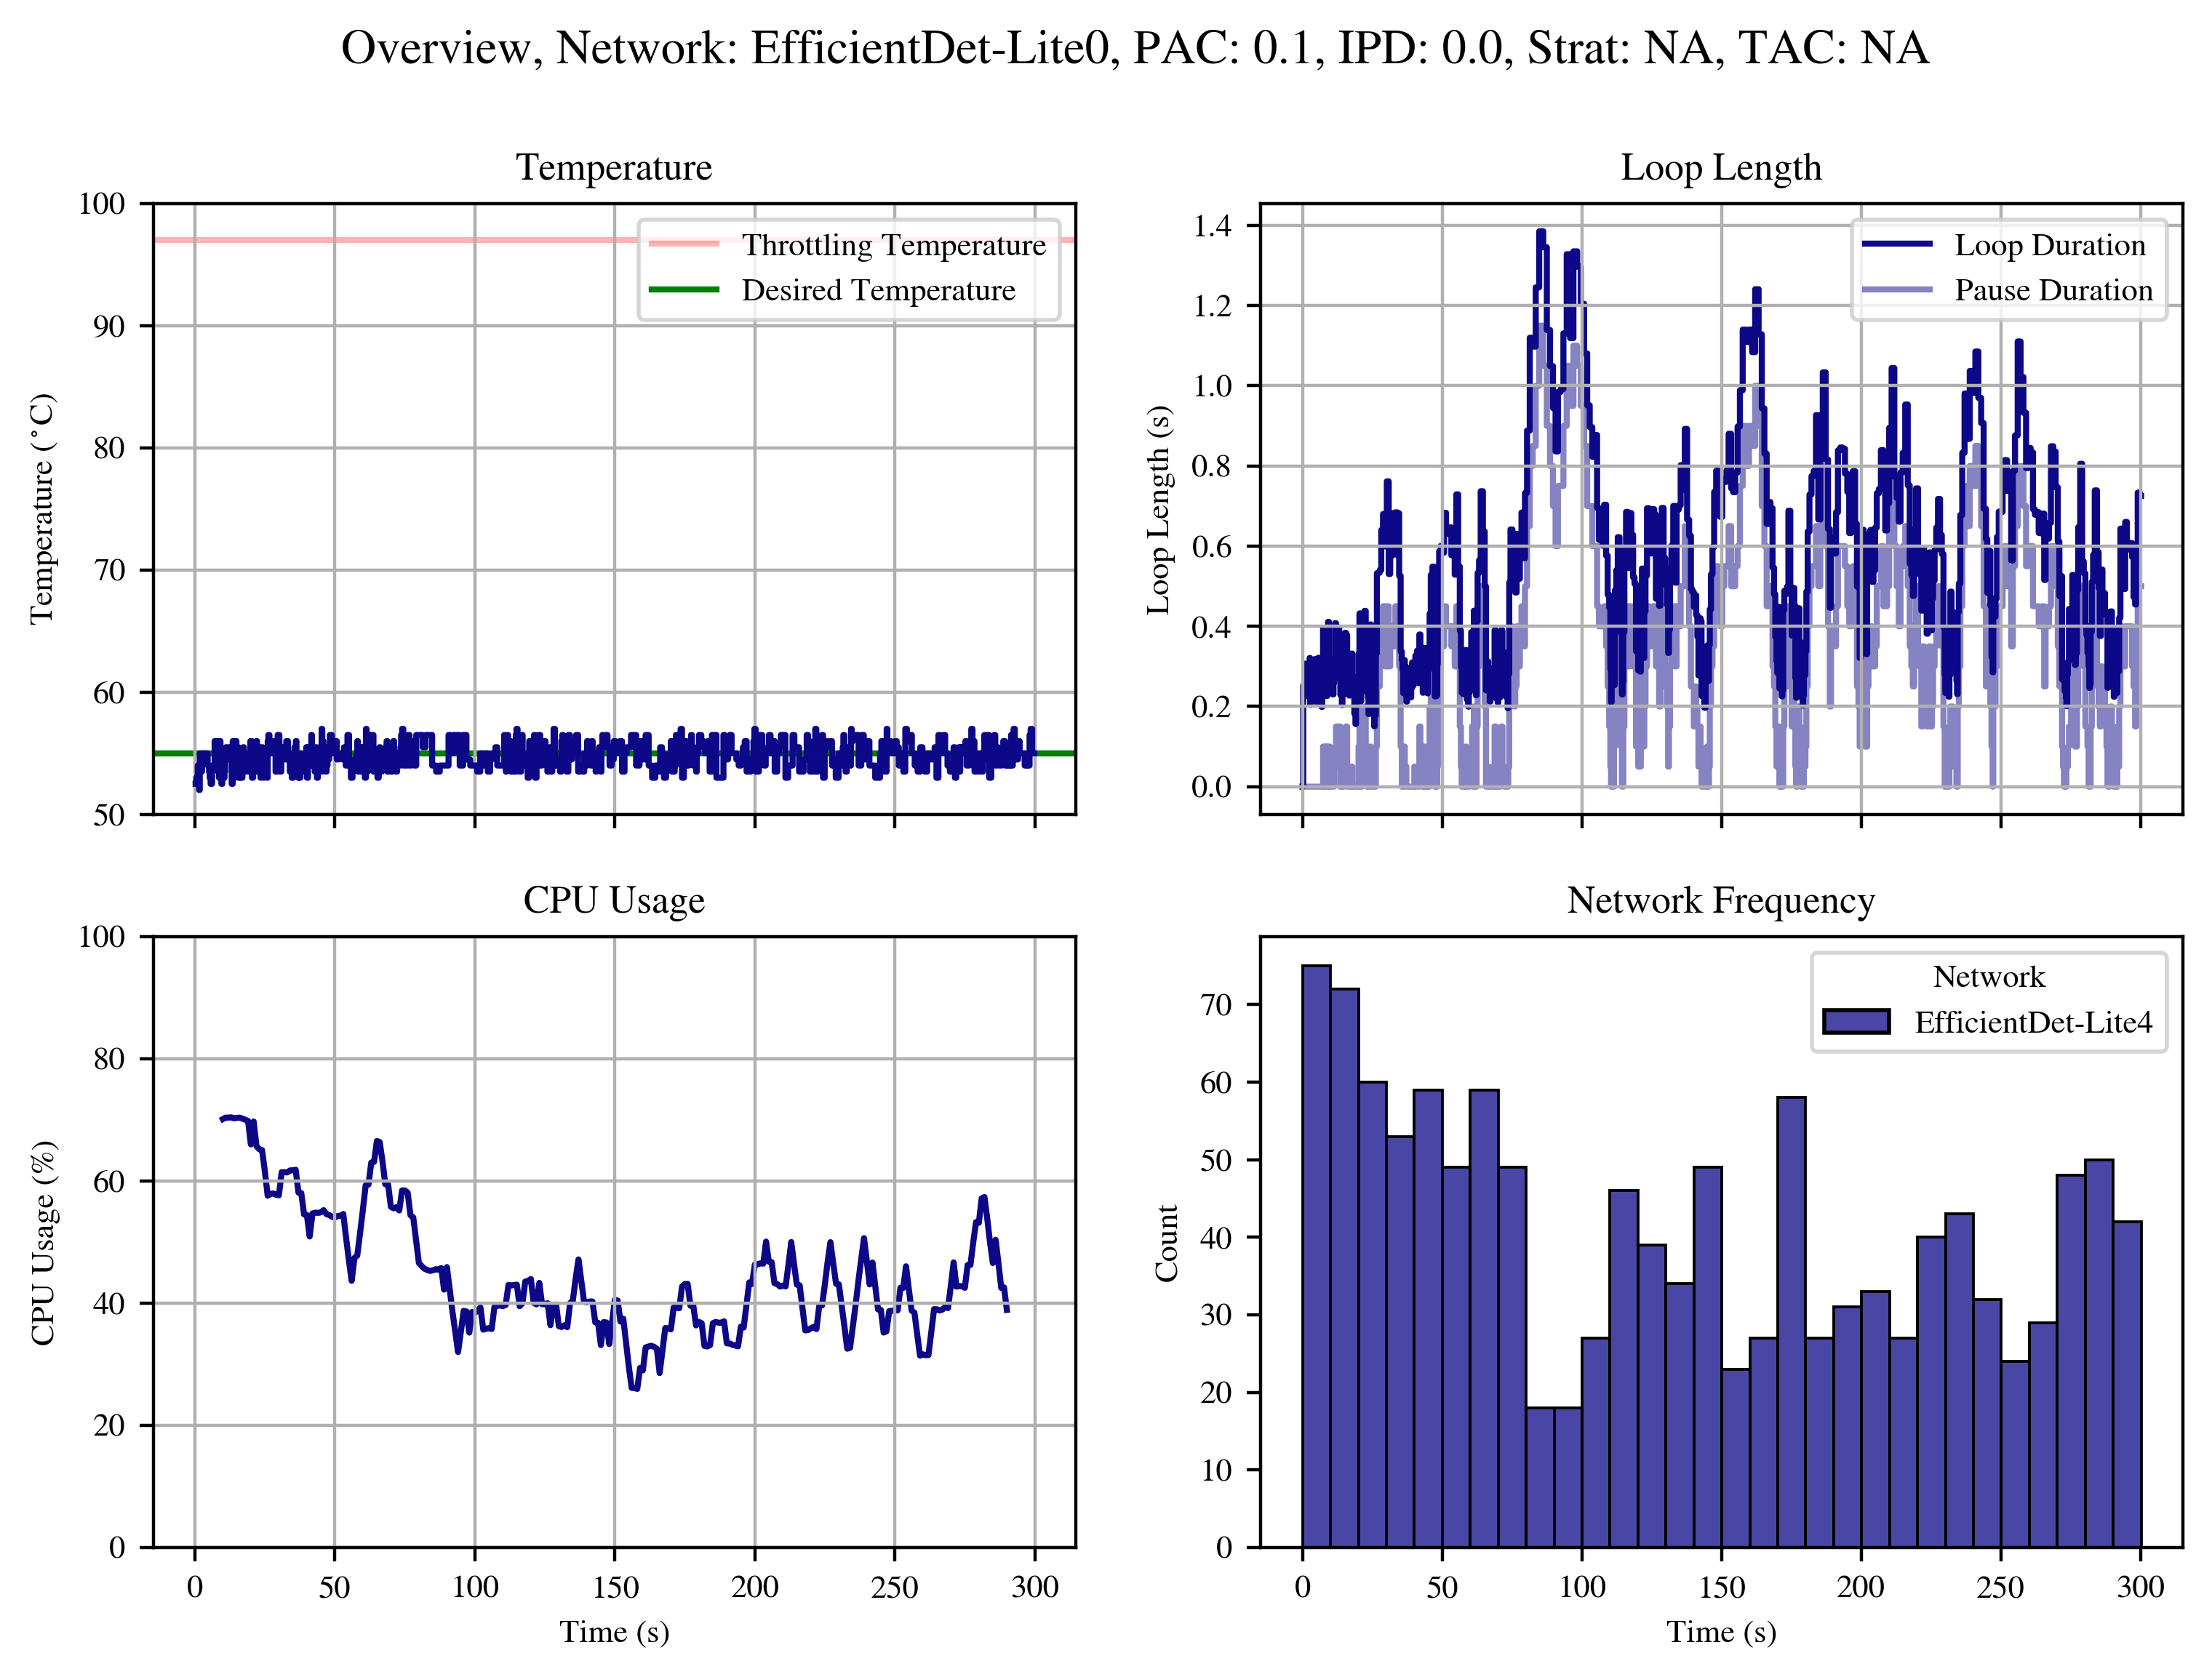 Overview, Network: EfficientDet-Lite0, PAC: 0.1, IPD: 0.0, Strat: NA, TAC: NA
Temperature
100
90
80
70
60
50
Temperature (°C)
Throttling Temperature
Desired Temperature
Loop Length
1.4
1.2
1.0
0.8
0.6
0.4
0.2
0.0
Loop Length (s)
Loop Duration
Pause Duration
CPU Usage
100
80
60
40
20
0
CPU Usage (%)
0 50 100 150 200 250 300
Time (s)
Network Frequency
70
60
50
40
30
20
10
0
Count
Network
EfficientDet-Lite4
0 50 100 150 200 250 300
Time (s)